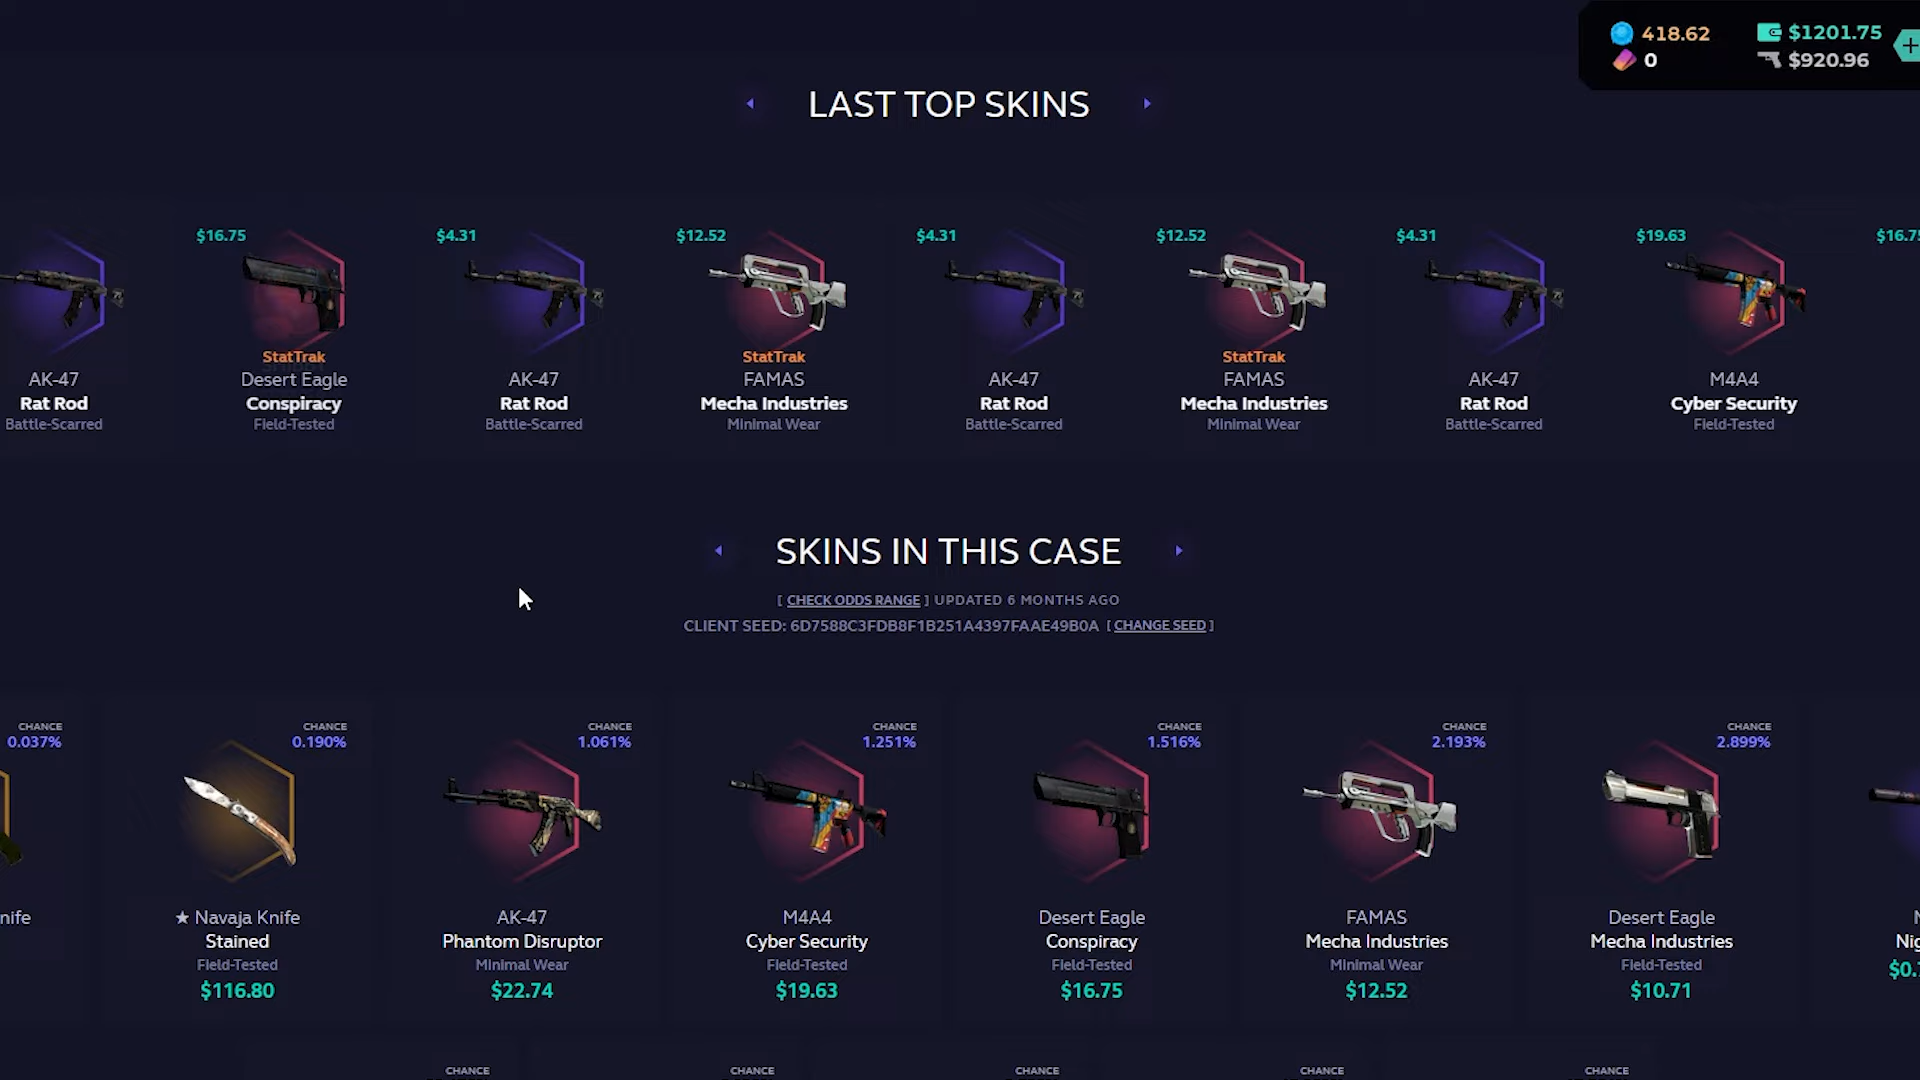 418.62
$1201.75
0
$920.96
LAST TOP SKINS
$16.75
$4.31
$12.52
$4.31
$12.52
$4.31
$19.63
$16.75
StatTrak
StatTrak
StatTrak
AK-47
Desert Eagle
AK-47
FAMAS
AK-47
FAMAS
AK-47
M4A4
Rat Rod
Conspiracy
Rat Rod
Mecha Industries
Rat Rod
Mecha Industries
Rat Rod
Cyber Security
Battle-Scarred
Field-Tested
Battle-Scarred
Minimal Wear
Battle-Scarred
Minimal Wear
Battle-Scarred
Field-Tested
SKINS IN THIS CASE
[ CHECK ODDS RANGE ] UPDATED 6 MONTHS AGO
CLIENT SEED: 6D7588C3FDB8F1B251A4397FAAE49B0A [ CHANGE SEED ]
CHANCE
0.037%
CHANCE
0.190%
CHANCE
1.061%
CHANCE
1.251%
CHANCE
1.516%
CHANCE
2.193%
CHANCE
2.899%
nife
★ Navaja Knife
Stained
Field-Tested
$116.80
AK-47
Phantom Disruptor
Minimal Wear
$22.74
M4A4
Cyber Security
Field-Tested
$19.63
Desert Eagle
Conspiracy
Field-Tested
$16.75
FAMAS
Mecha Industries
Minimal Wear
$12.52
Desert Eagle
Mecha Industries
Field-Tested
$10.71
Nig
$0.
CHANCE
CHANCE
CHANCE
CHANCE
CHANCE